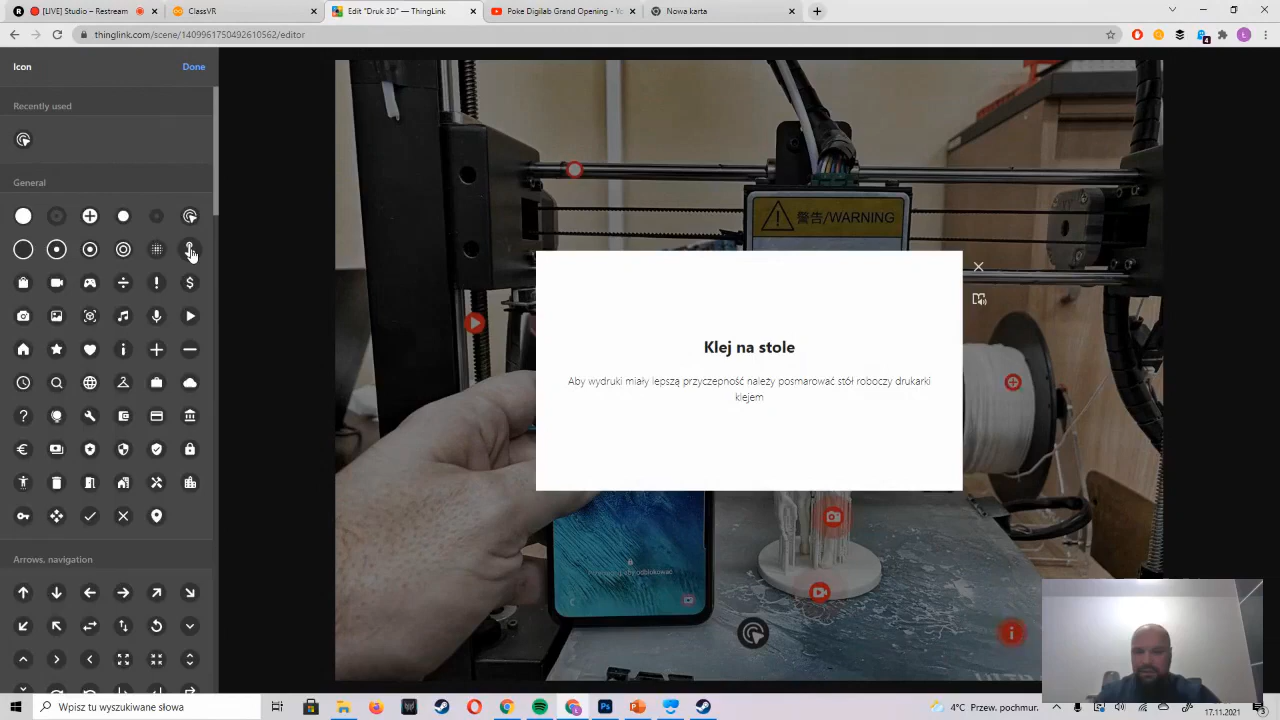 [LIVE] Studio – Restream
ClassVR
Edit "Druk 3D" — ThingLink
Poke Digilab Grand Opening - Yo
Nowa karta
thinglink.com/scene/1409961750492610562/editor
Icon
Done
Recently used
General
Arrows, navigation
警告/WARNING
Klej na stole
Aby wydruki miały lepszą przyczepność należy posmarować stół roboczy drukarki
klejem
Wpisz tu wyszukiwane słowa
4°C Przew. pochmur.
17.11.2021